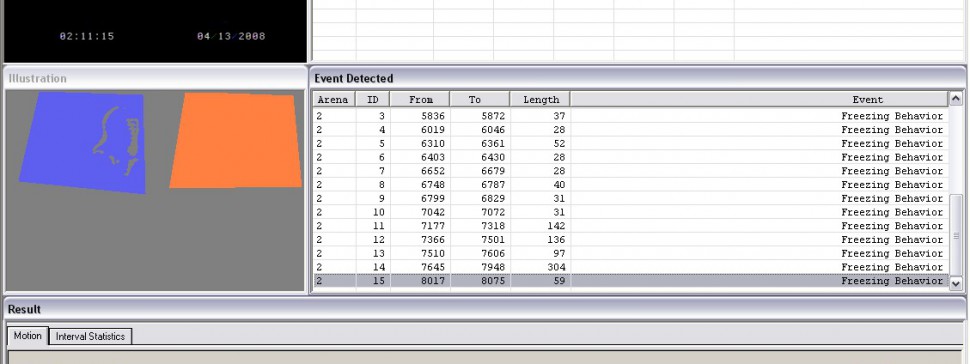 02:11:15 04/13/2008
Illustration
Event Detected
Arena ID From To Length Event
2 3 5836 5872 37 Freezing Behavior
2 4 6019 6046 28 Freezing Behavior
2 5 6310 6361 52 Freezing Behavior
2 6 6403 6430 28 Freezing Behavior
2 7 6652 6679 28 Freezing Behavior
2 8 6748 6787 40 Freezing Behavior
2 9 6799 6829 31 Freezing Behavior
2 10 7042 7072 31 Freezing Behavior
2 11 7177 7318 142 Freezing Behavior
2 12 7366 7501 136 Freezing Behavior
2 13 7510 7606 97 Freezing Behavior
2 14 7645 7948 304 Freezing Behavior
2 15 8017 8075 59 Freezing Behavior
Result
Motion Interval Statistics